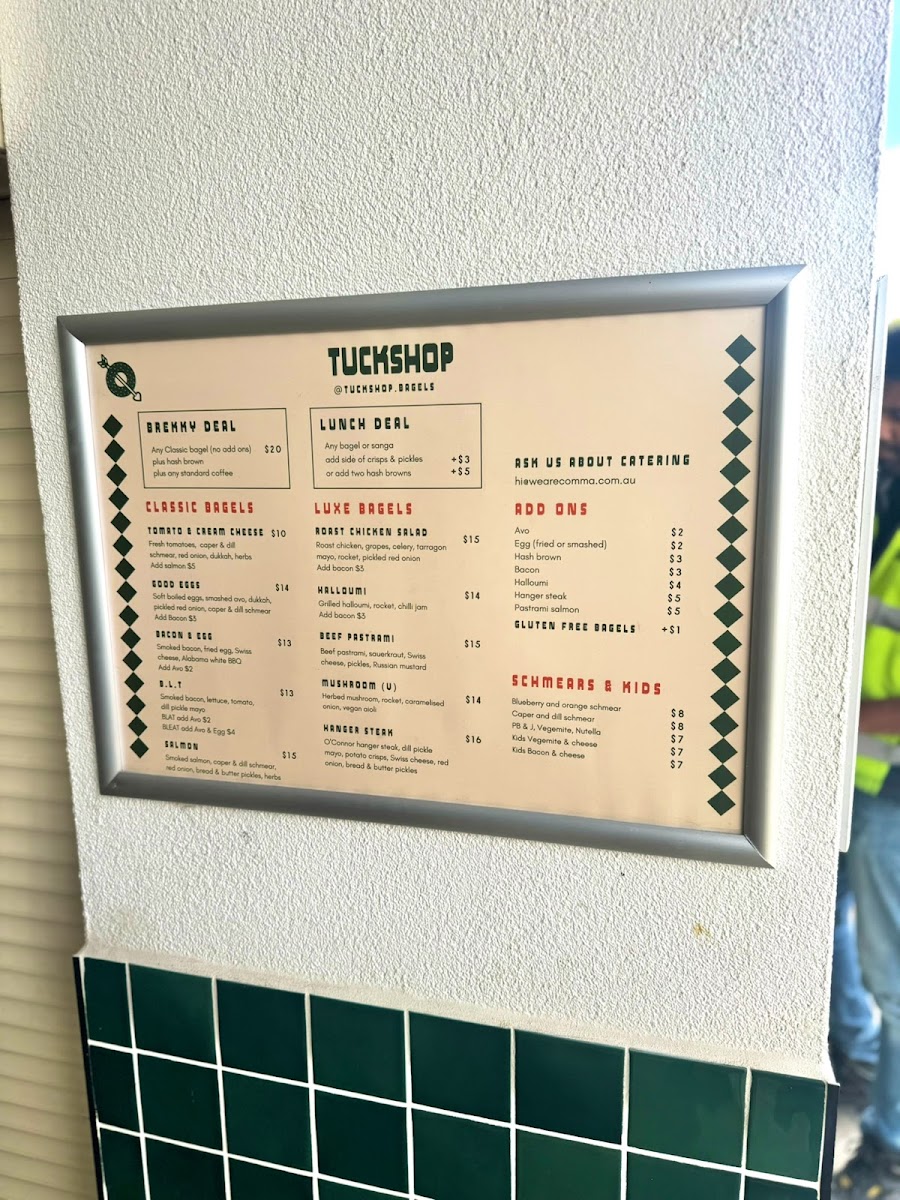 TUCKSHOP
@TUCKSHOP.BAGELS
BREKKY DEAL
Any Classic bagel (no add ons) $20
plus hash brown
plus any standard coffee
LUNCH DEAL
Any bagel or sanga
add side of crisps & pickles +$3
or add two hash browns +$5
CLASSIC BAGELS
TOMATO & CREAM CHEESE $10
Fresh tomatoes, caper & dill
schmear, red onion, dukkah, herbs
Add salmon $5
GOOD EGGS $14
Soft boiled eggs, smashed avo, dukkah,
pickled red onion, caper & dill schmear
Add Bacon $3
BACON & EGG $13
Smoked bacon, fried egg, Swiss
cheese, Alabama white BBQ
Add Avo $2
B.L.T $13
Smoked bacon, lettuce, tomato,
dill pickle mayo
BLAT add Avo $2
BLEAT add Avo & Egg $4
SALMON $15
Smoked salmon, caper & dill schmear,
red onion, bread & butter pickles, herbs
LUXE BAGELS
ROAST CHICKEN SALAD $15
Roast chicken, grapes, celery, tarragon
mayo, rocket, pickled red onion
Add bacon $3
HALLOUMI $14
Grilled halloumi, rocket, chilli jam
Add bacon $3
BEEF PASTRAMI $15
Beef pastrami, sauerkraut, Swiss
cheese, pickles, Russian mustard
MUSHROOM (V) $14
Herbed mushroom, rocket, caramelised
onion, vegan aioli
HANGER STEAK $16
O'Connor hanger steak, dill pickle
mayo, potato crisps, Swiss cheese, red
onion, bread & butter pickles
ASK US ABOUT CATERING
hi@wearecomma.com.au
ADD ONS
Avo $2
Egg (fried or smashed) $2
Hash brown $3
Bacon $3
Halloumi $4
Hanger steak $5
Pastrami salmon $5
GLUTEN FREE BAGELS +$1
SCHMEARS & KIDS
Blueberry and orange schmear $8
Caper and dill schmear $8
PB & J, Vegemite, Nutella $7
Kids Vegemite & cheese $7
Kids Bacon & cheese $7